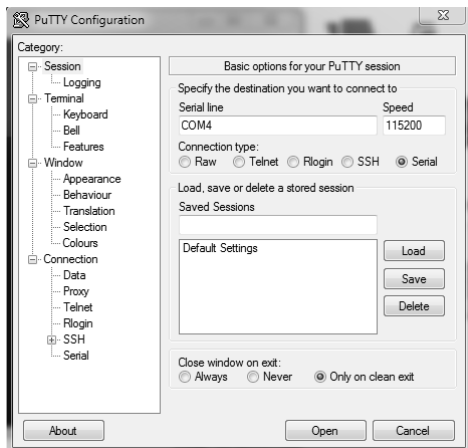 PuTTY Configuration
Category:
Session
Logging
Terminal
Keyboard
Bell
Features
Window
Appearance
Behaviour
Translation
Selection
Colours
Connection
Data
Proxy
Telnet
Rlogin
SSH
Serial
Basic options for your PuTTY session
Specify the destination you want to connect to
Serial line Speed
COM4 115200
Connection type:
Raw Telnet Rlogin SSH Serial
Load, save or delete a stored session
Saved Sessions
Default Settings
Load
Save
Delete
Close window on exit:
Always Never Only on clean exit
About Open Cancel